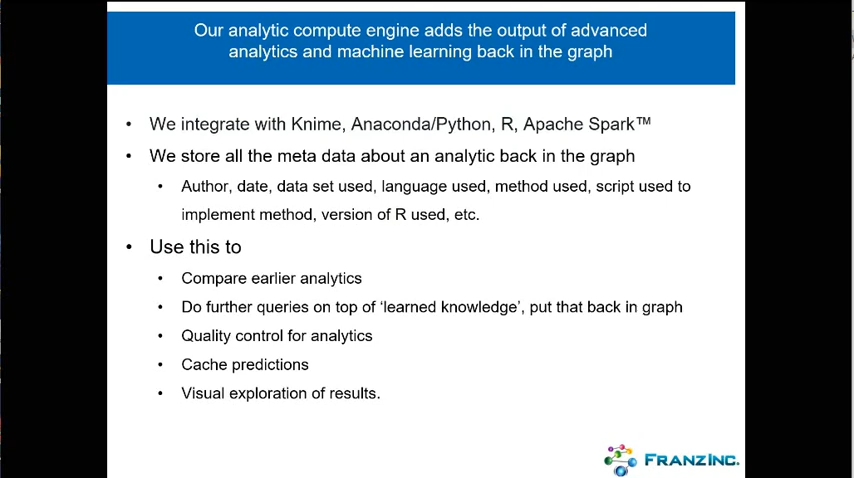 Our analytic compute engine adds the output of advanced
analytics and machine learning back in the graph
• We integrate with Knime, Anaconda/Python, R, Apache Spark™
• We store all the meta data about an analytic back in the graph
• Author, date, data set used, language used, method used, script used to
implement method, version of R used, etc.
• Use this to
• Compare earlier analytics
• Do further queries on top of ‘learned knowledge’, put that back in graph
• Quality control for analytics
• Cache predictions
• Visual exploration of results.
FRANZ INC.